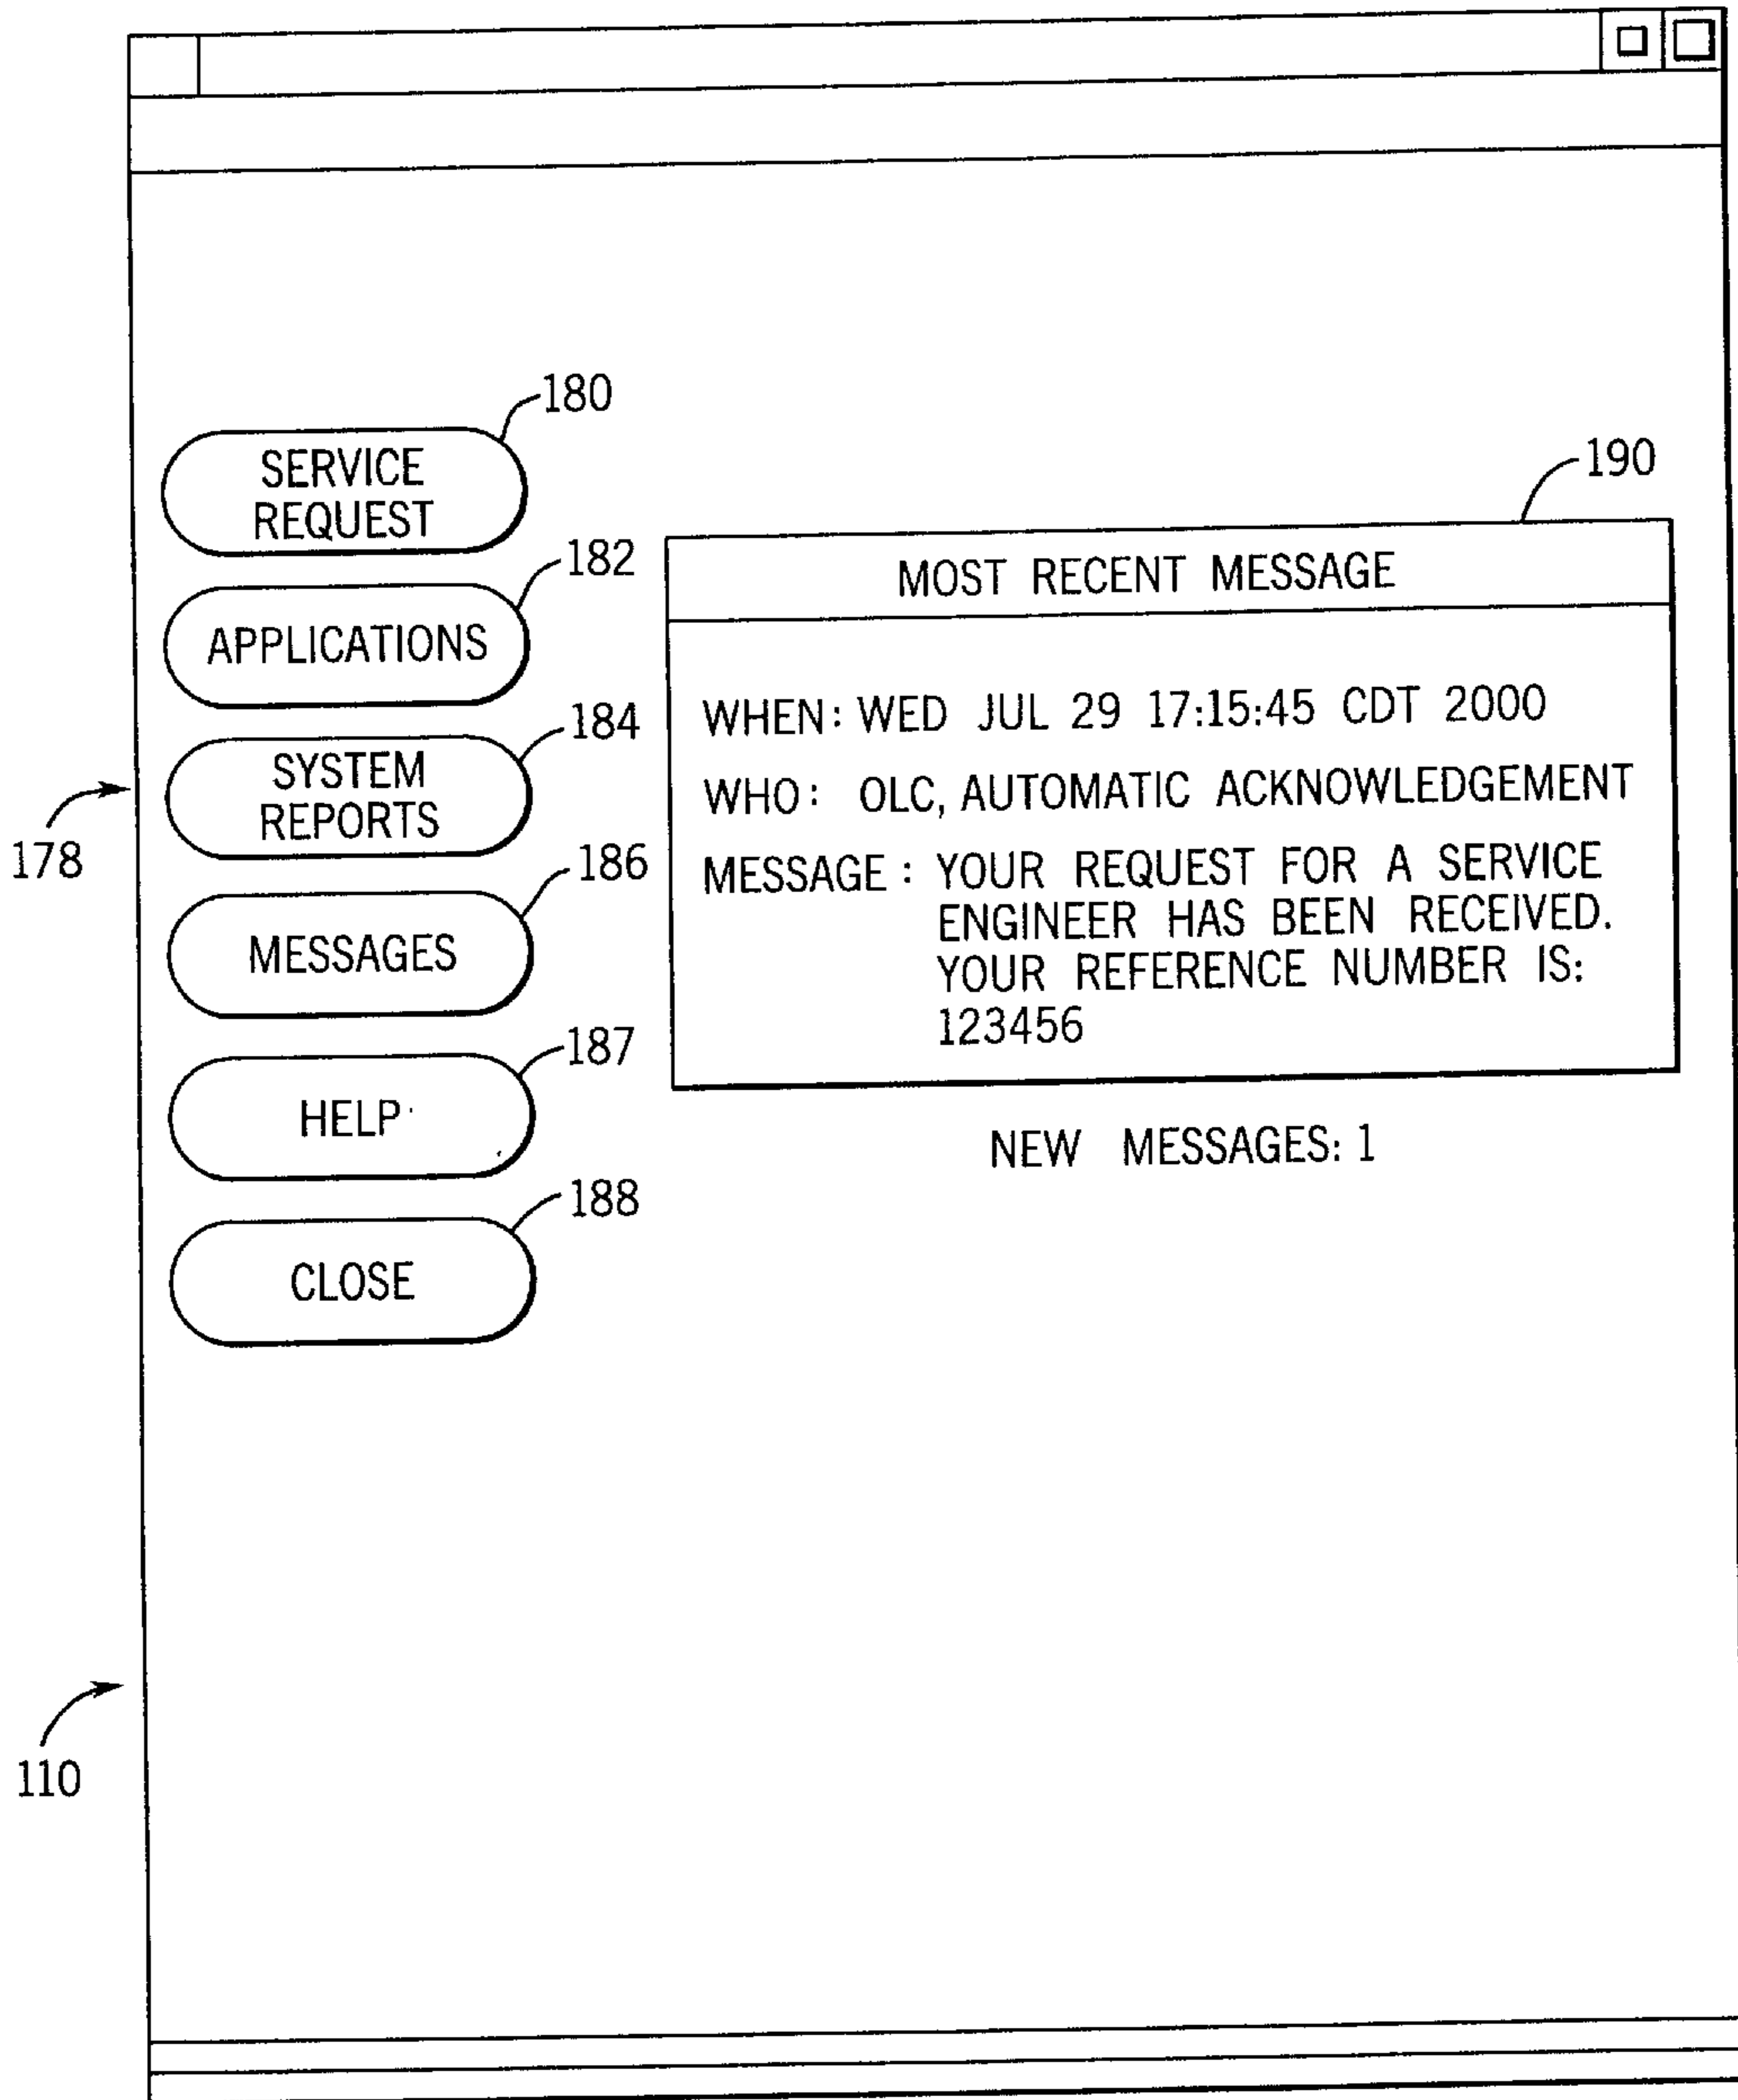 180
SERVICE
REQUEST
182
APPLICATIONS
184
SYSTEM
REPORTS
178
186
MESSAGES
187
HELP
188
CLOSE
110
190
MOST RECENT MESSAGE
WHEN: WED JUL 29 17:15:45 CDT 2000
WHO: OLC, AUTOMATIC ACKNOWLEDGEMENT
MESSAGE: YOUR REQUEST FOR A SERVICE
ENGINEER HAS BEEN RECEIVED.
YOUR REFERENCE NUMBER IS:
123456
NEW MESSAGES: 1